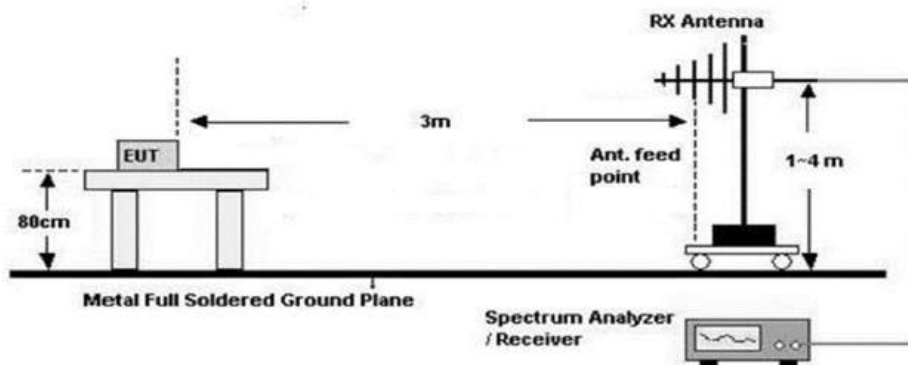 RX Antenna
3m
EUT
Ant. feed
point
1~4 m
80cm
Metal Full Soldered Ground Plane
Spectrum Analyzer
/ Receiver